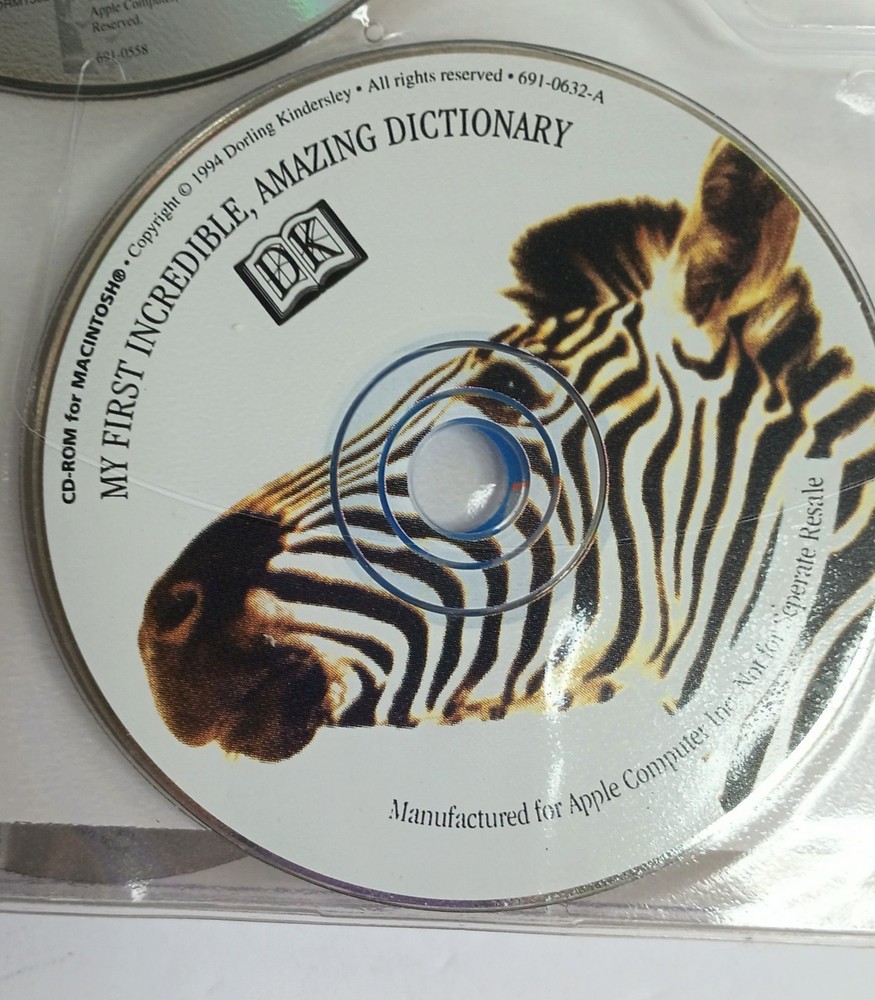 Apple Computer,
Reserved.
691-0558
CD-ROM for MACINTOSH® • Copyright © 1994 Dorling Kindersley • All rights reserved • 691-0632-A
MY FIRST INCREDIBLE, AMAZING DICTIONARY
DK
Manufactured for Apple Computer Inc. Not for Seperate Resale